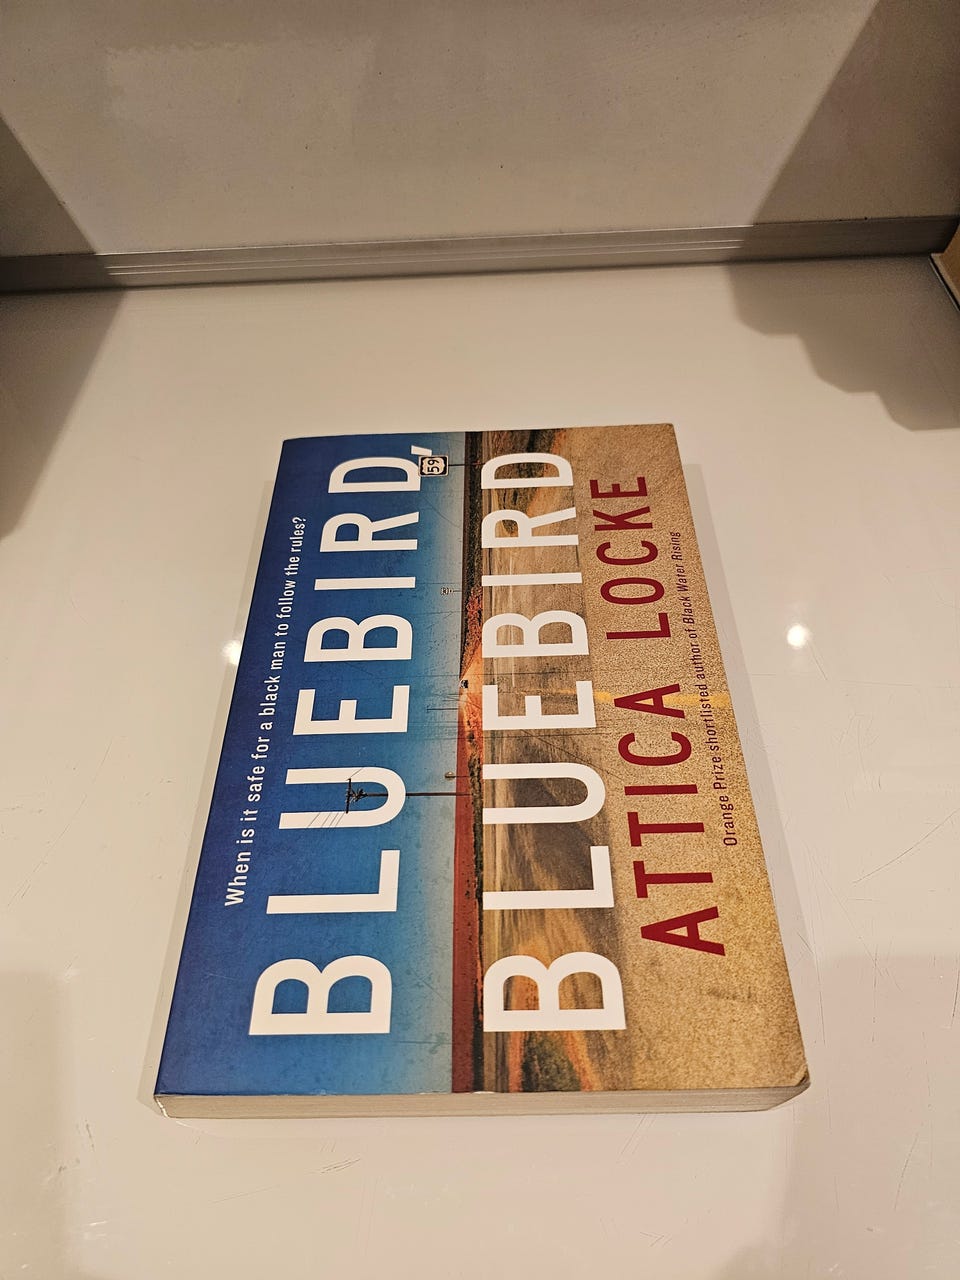 When is it safe for a black man to follow the rules?
BLUEBIRD,
59
BLUEBIRD
ATTICA LOCKE
Orange Prize shortlisted author of Black Water Rising